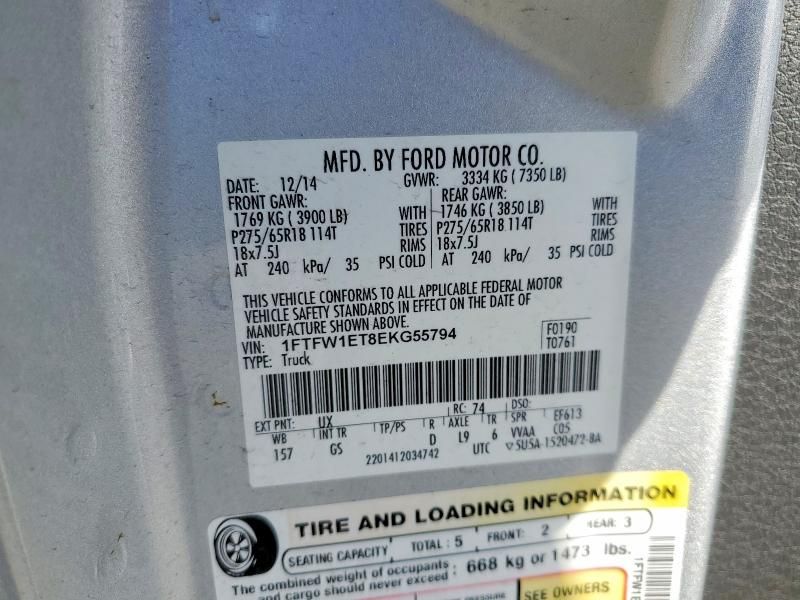 MFD. BY FORD MOTOR CO.
DATE: 12/14 GVWR: 3334 KG ( 7350 LB)
FRONT GAWR: REAR GAWR:
1769 KG ( 3900 LB) WITH 1746 KG ( 3850 LB) WITH
P275/65R18 114T TIRES P275/65R18 114T TIRES
18x7.5J RIMS 18x7.5J RIMS
AT 240 kPa/ 35 PSI COLD AT 240 kPa/ 35 PSI COLD
THIS VEHICLE CONFORMS TO ALL APPLICABLE FEDERAL MOTOR
VEHICLE SAFETY STANDARDS IN EFFECT ON THE DATE OF
MANUFACTURE SHOWN ABOVE.
VIN: 1FTFW1ET8EKG55794 F0190
TYPE: Truck T0761
EXT PNT: UX RC: 74 DSO:
WB INT TR TP/PS R AXLE TR SPR EF613
157 GS D L9 6 VVAA C05
2201412034742 UTC ▽5U5A-1520472-BA
TIRE AND LOADING INFORMATION
SEATING CAPACITY TOTAL: 5 FRONT: 2 REAR: 3
The combined weight of occupants : 668 kg or 1473 lbs.
and cargo should never exceed
SEE OWNERS